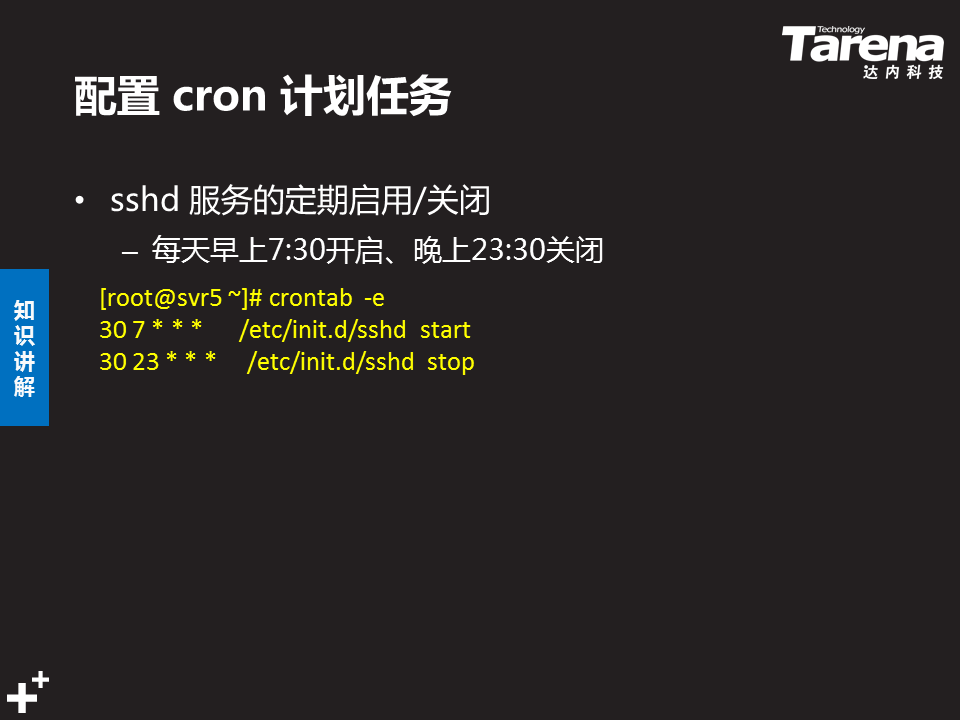 Technology
Tarena
达内科技
配置 cron 计划任务
• sshd 服务的定期启用/关闭
– 每天早上7:30开启、晚上23:30关闭
知识讲解
[root@svr5 ~]# crontab -e
30 7 * * * /etc/init.d/sshd start
30 23 * * * /etc/init.d/sshd stop